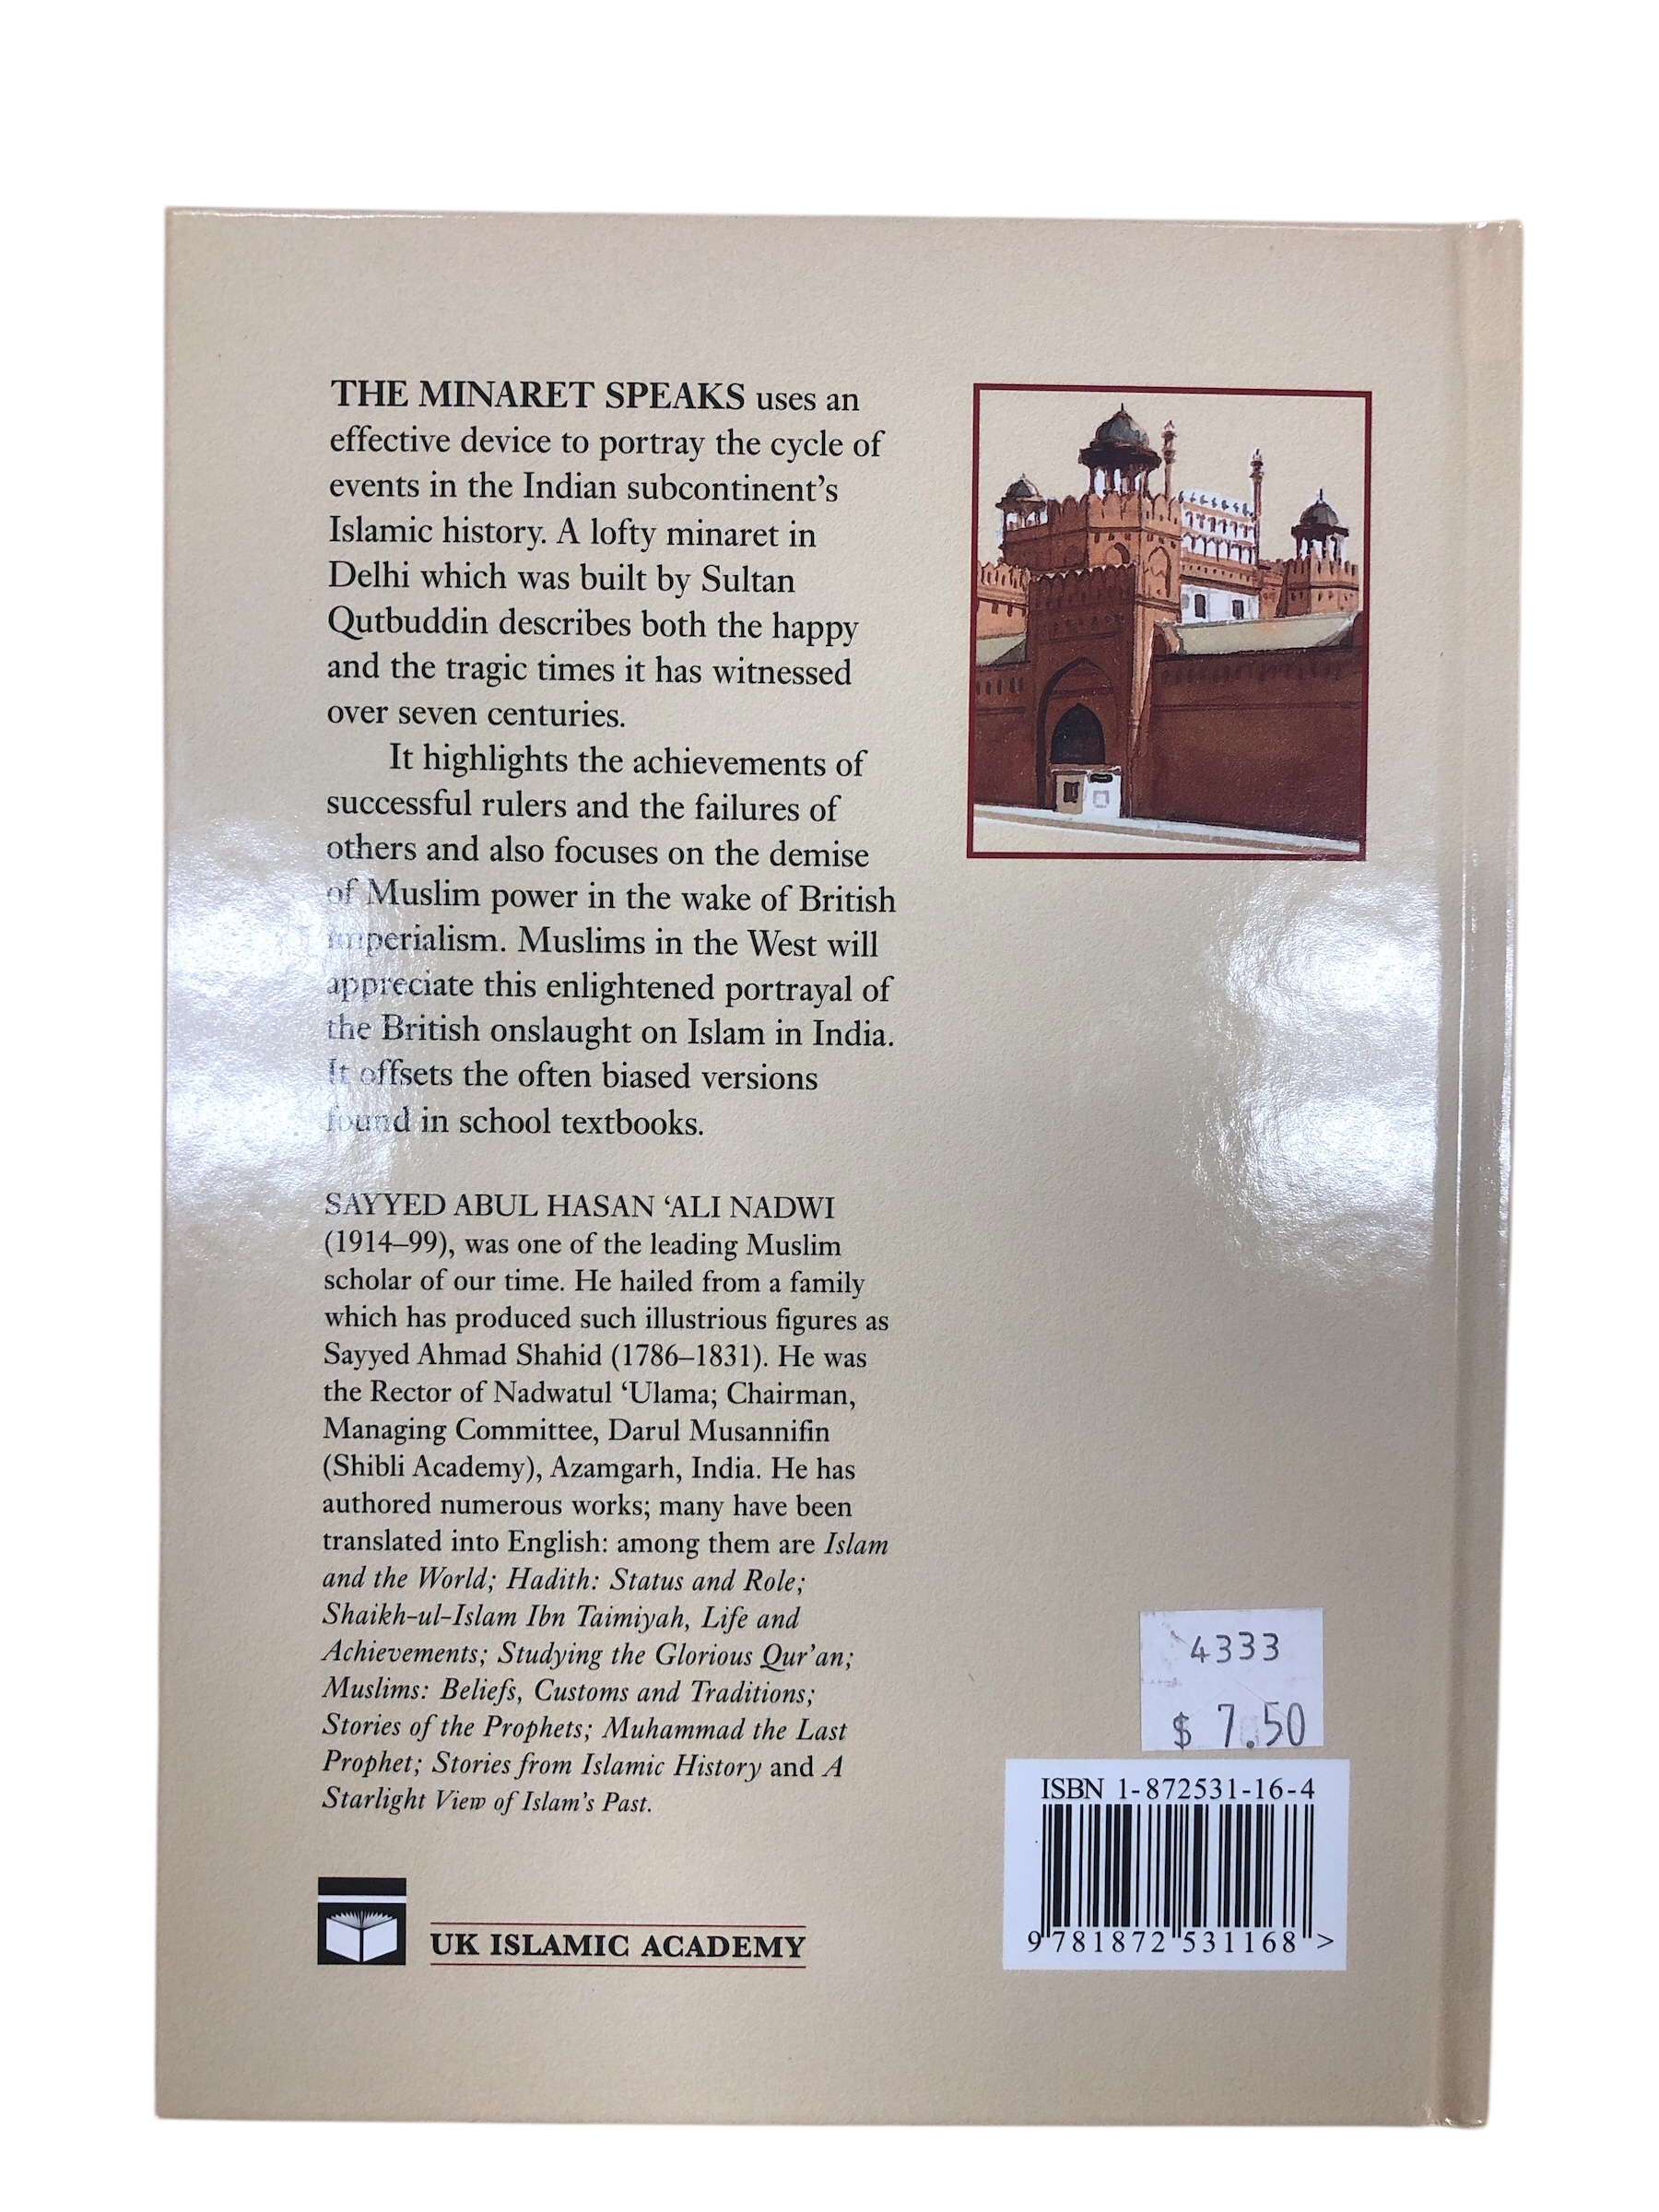 THE MINARET SPEAKS uses an
effective device to portray the cycle of
events in the Indian subcontinent's
Islamic history. A lofty minaret in
Delhi which was built by Sultan
Qutbuddin describes both the happy
and the tragic times it has witnessed
over seven centuries.
It highlights the achievements of
successful rulers and the failures of
others and also focuses on the demise
of Muslim power in the wake of British
imperialism. Muslims in the West will
appreciate this enlightened portrayal of
the British onslaught on Islam in India.
It offsets the often biased versions
found in school textbooks.
SAYYED ABUL HASAN ‘ALI NADWI
(1914–99), was one of the leading Muslim
scholar of our time. He hailed from a family
which has produced such illustrious figures as
Sayyed Ahmad Shahid (1786–1831). He was
the Rector of Nadwatul ‘Ulama; Chairman,
Managing Committee, Darul Musannifin
(Shibli Academy), Azamgarh, India. He has
authored numerous works; many have been
translated into English: among them are Islam
and the World; Hadith: Status and Role;
Shaikh-ul-Islam Ibn Taimiyah, Life and
Achievements; Studying the Glorious Qur'an;
Muslims: Beliefs, Customs and Traditions;
Stories of the Prophets; Muhammad the Last
Prophet; Stories from Islamic History and A
Starlight View of Islam's Past.
UK ISLAMIC ACADEMY
4333
$ 7.50
ISBN 1-872531-16-4
9 781872 531168 >